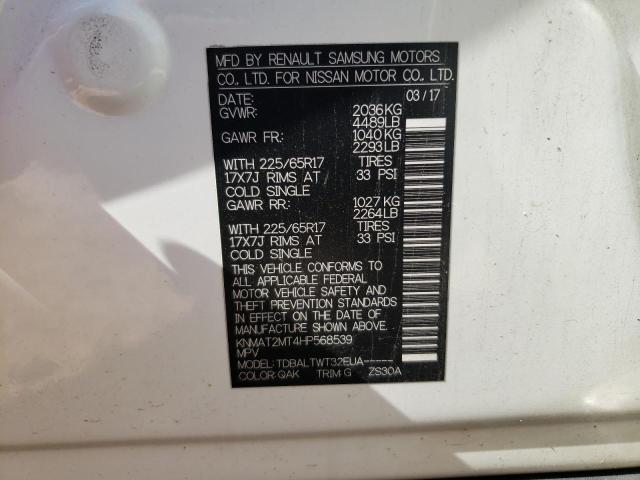 MFD BY RENAULT SAMSUNG MOTORS
CO., LTD. FOR NISSAN MOTOR CO., LTD.
DATE: 03/17
GVWR: 2036KG
4489LB
GAWR FR: 1040KG
2293LB
WITH 225/65R17 TIRES
17X7J RIMS AT 33 PSI
COLD SINGLE
GAWR RR: 1027 KG
2264LB
WITH 225/65R17 TIRES
17X7J RIMS AT 33 PSI
COLD SINGLE
THIS VEHICLE CONFORMS TO
ALL APPLICABLE FEDERAL
MOTOR VEHICLE SAFETY AND
THEFT PREVENTION STANDARDS
IN EFFECT ON THE DATE OF
MANUFACTURE SHOWN ABOVE.
KNMAT2MT4HP568539
MPV
MODEL: TDBALTWT32EUA-----
COLOR: QAK TRIM: G ZS30A